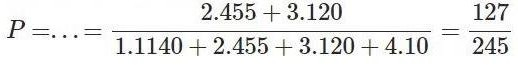 P =…= \frac{2.455 + 3.120}{1.1140 + 2.455 + 3.120 + 4.10} = \frac{127}{245}